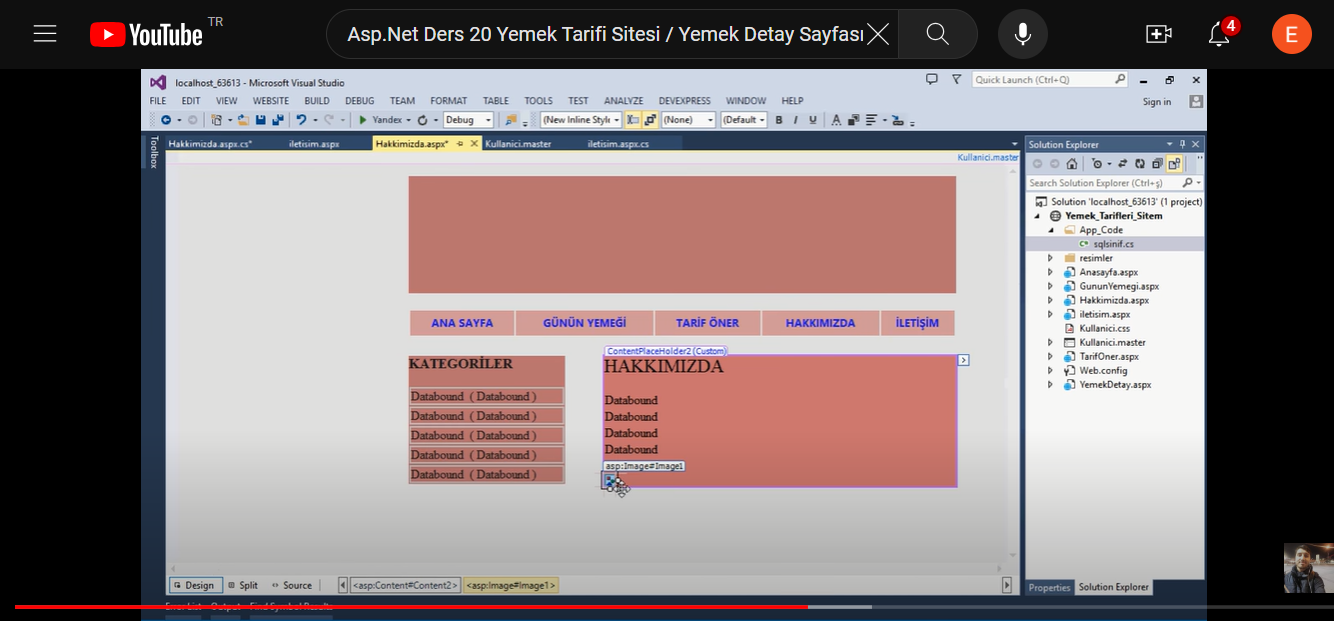 YouTube TR
Asp.Net Ders 20 Yemek Tarifi Sitesi / Yemek Detay Sayfası
4
E
localhost_63613 - Microsoft Visual Studio
Quick Launch (Ctrl+Q)
FILE EDIT VIEW WEBSITE BUILD DEBUG TEAM FORMAT TABLE TOOLS TEST ANALYZE DEVEXPRESS WINDOW HELP
Sign in
Yandex Debug (New Inline Style (None) (Default B I U A
Toolbox
Hakkimizda.aspx.cs* iletisim.aspx Hakkimizda.aspx* Kullanici.master iletisim.aspx.cs
Kullanici.master
ANA SAYFA GÜNÜN YEMEĞİ TARİF ÖNER HAKKIMIZDA İLETİŞİM
KATEGORİLER
Databound ( Databound )
Databound ( Databound )
Databound ( Databound )
Databound ( Databound )
Databound ( Databound )
ContentPlaceHolder2 (Custom)
HAKKIMIZDA
Databound
Databound
Databound
Databound
asp:Image#Image1
Solution Explorer
Search Solution Explorer (Ctrl+ş)
Solution 'localhost_63613' (1 project)
Yemek_Tarifleri_Sitem
App_Code
sqlsinif.cs
resimler
Anasayfa.aspx
GununYemegi.aspx
Hakkimizda.aspx
iletisim.aspx
Kullanici.css
Kullanici.master
TarifOner.aspx
Web.config
YemekDetay.aspx
Design Split Source <asp:Content#Content2> <asp:Image#Image1>
Properties Solution Explorer
Error List Output Find Symbol Results